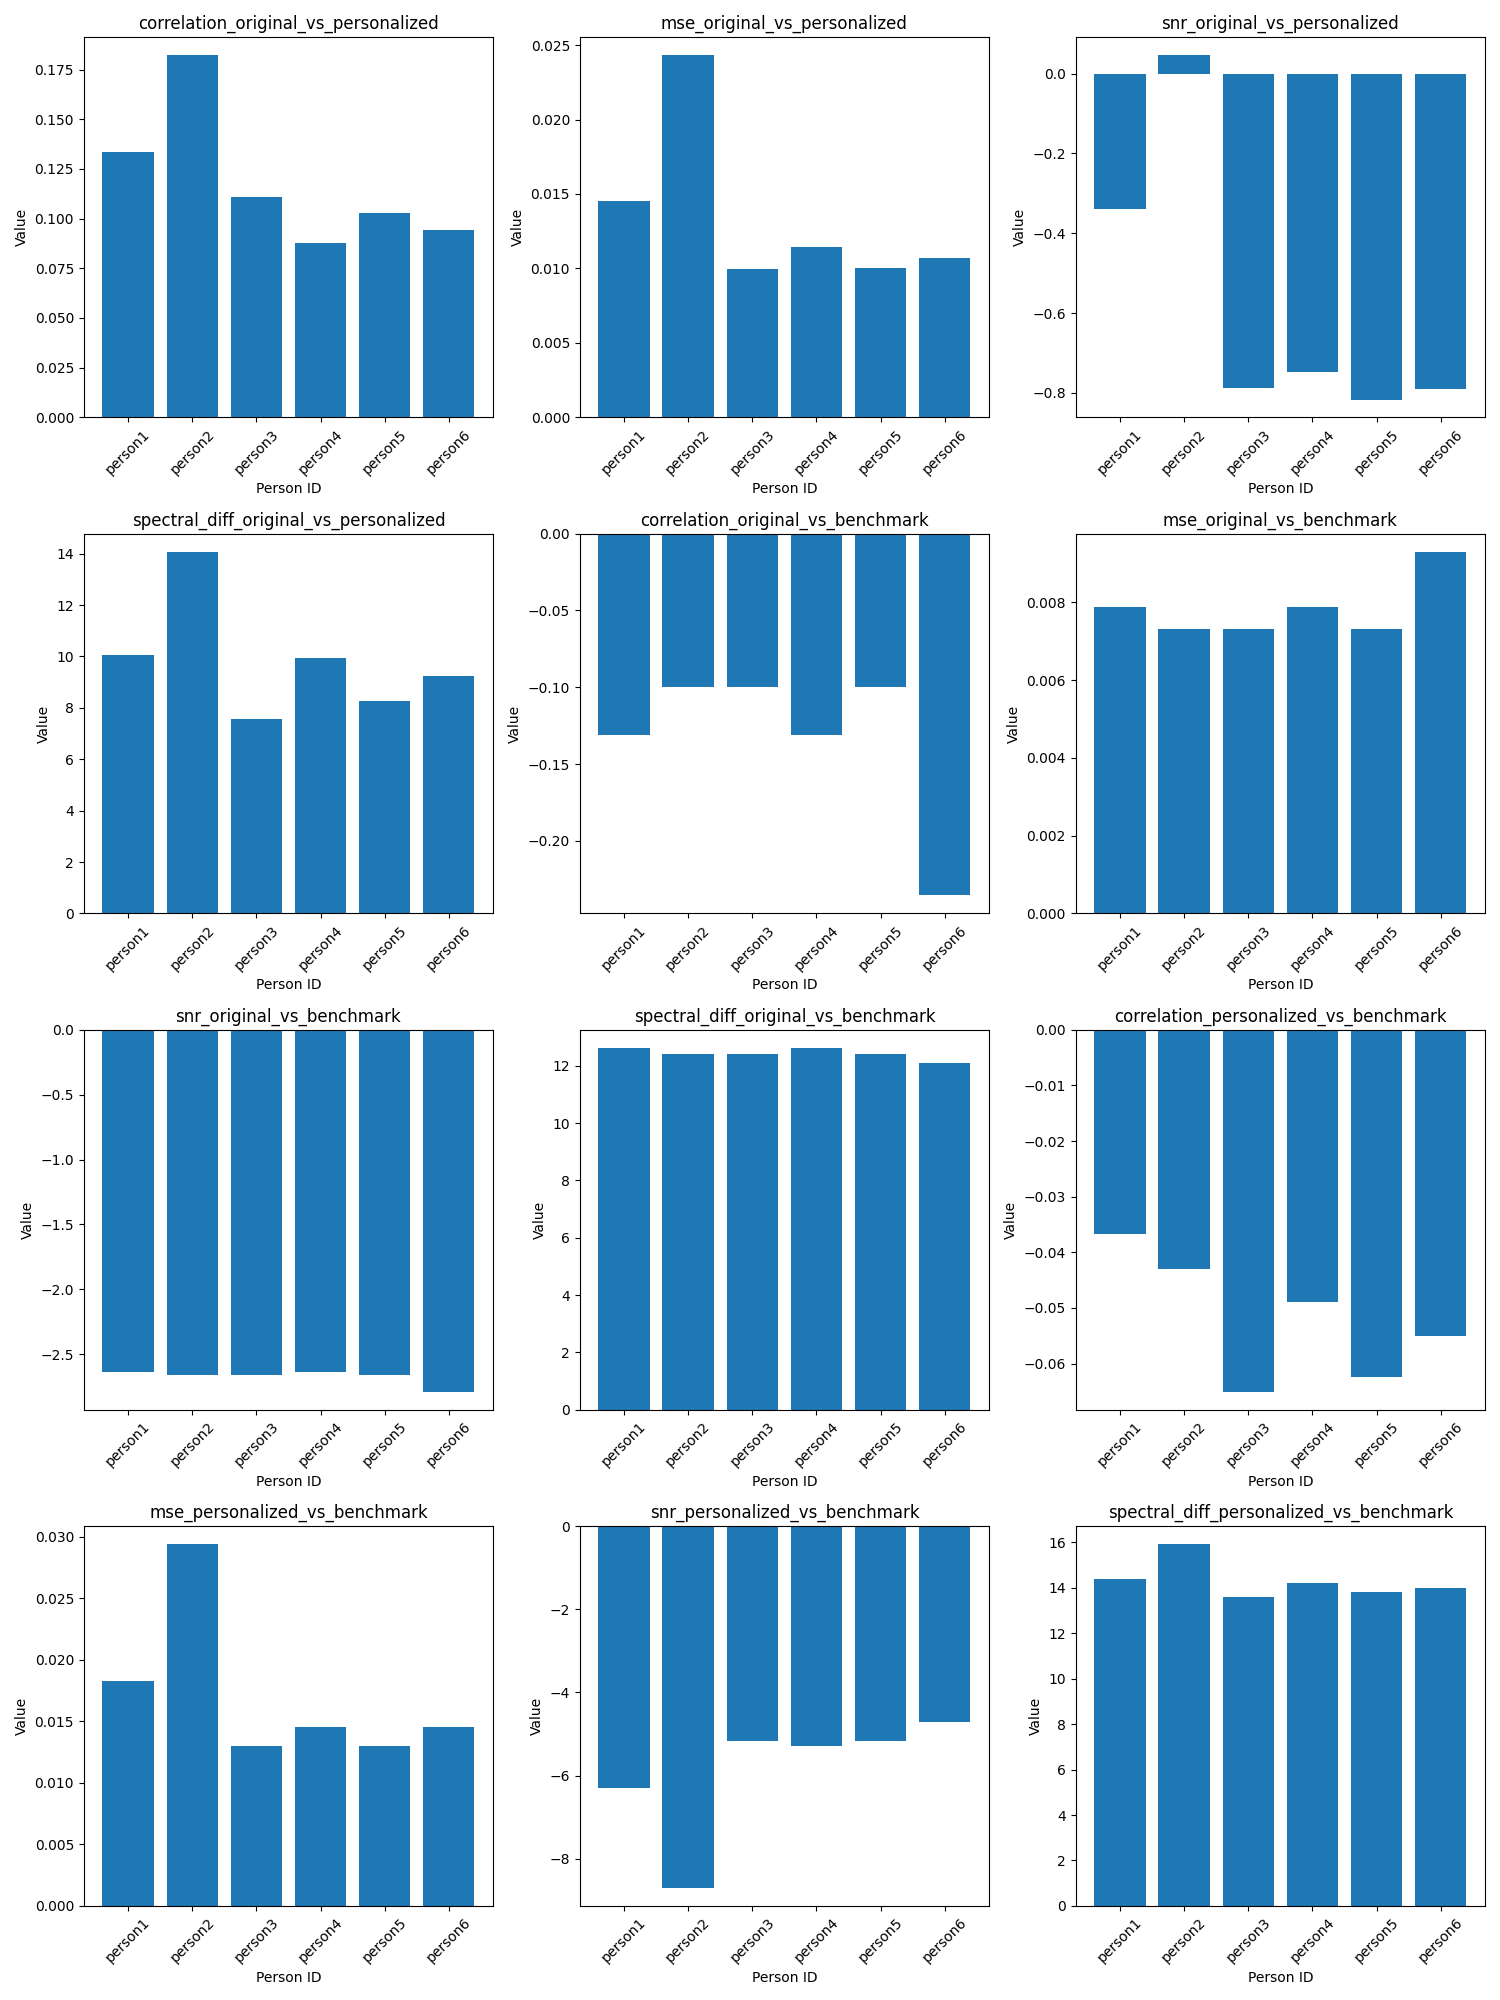 correlation_original_vs_personalized
0.175
0.150
0.125
0.100
0.075
0.050
0.025
0.000
Value
person1 person2 person3 person4 person5 person6
Person ID
mse_original_vs_personalized
0.025
0.020
0.015
0.010
0.005
0.000
Value
person1 person2 person3 person4 person5 person6
Person ID
snr_original_vs_personalized
0.0
−0.2
−0.4
−0.6
−0.8
Value
person1 person2 person3 person4 person5 person6
Person ID
spectral_diff_original_vs_personalized
14
12
10
8
6
4
2
0
Value
person1 person2 person3 person4 person5 person6
Person ID
correlation_original_vs_benchmark
0.00
−0.05
−0.10
−0.15
−0.20
Value
person1 person2 person3 person4 person5 person6
Person ID
mse_original_vs_benchmark
0.008
0.006
0.004
0.002
0.000
Value
person1 person2 person3 person4 person5 person6
Person ID
snr_original_vs_benchmark
0.0
−0.5
−1.0
−1.5
−2.0
−2.5
Value
person1 person2 person3 person4 person5 person6
Person ID
spectral_diff_original_vs_benchmark
12
10
8
6
4
2
0
Value
person1 person2 person3 person4 person5 person6
Person ID
correlation_personalized_vs_benchmark
0.00
−0.01
−0.02
−0.03
−0.04
−0.05
−0.06
Value
person1 person2 person3 person4 person5 person6
Person ID
mse_personalized_vs_benchmark
0.030
0.025
0.020
0.015
0.010
0.005
0.000
Value
person1 person2 person3 person4 person5 person6
Person ID
snr_personalized_vs_benchmark
0
−2
−4
−6
−8
Value
person1 person2 person3 person4 person5 person6
Person ID
spectral_diff_personalized_vs_benchmark
16
14
12
10
8
6
4
2
0
Value
person1 person2 person3 person4 person5 person6
Person ID